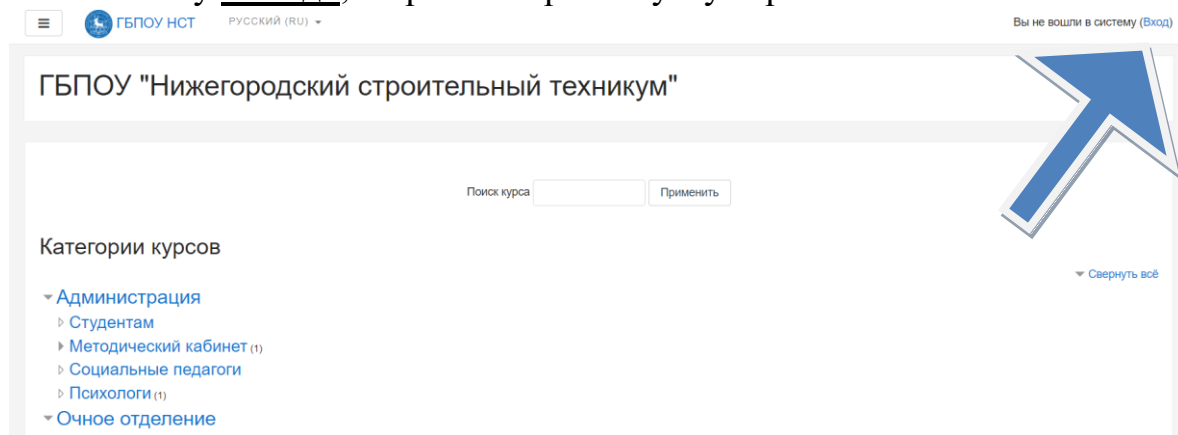 ГБПОУ НСТ РУССКИЙ (RU)
Вы не вошли в систему (Вход)
ГБПОУ "Нижегородский строительный техникум"
Поиск курса Применить
Категории курсов
Свернуть всё
Администрация
Студентам
Методический кабинет (1)
Социальные педагоги
Психологи (1)
Очное отделение